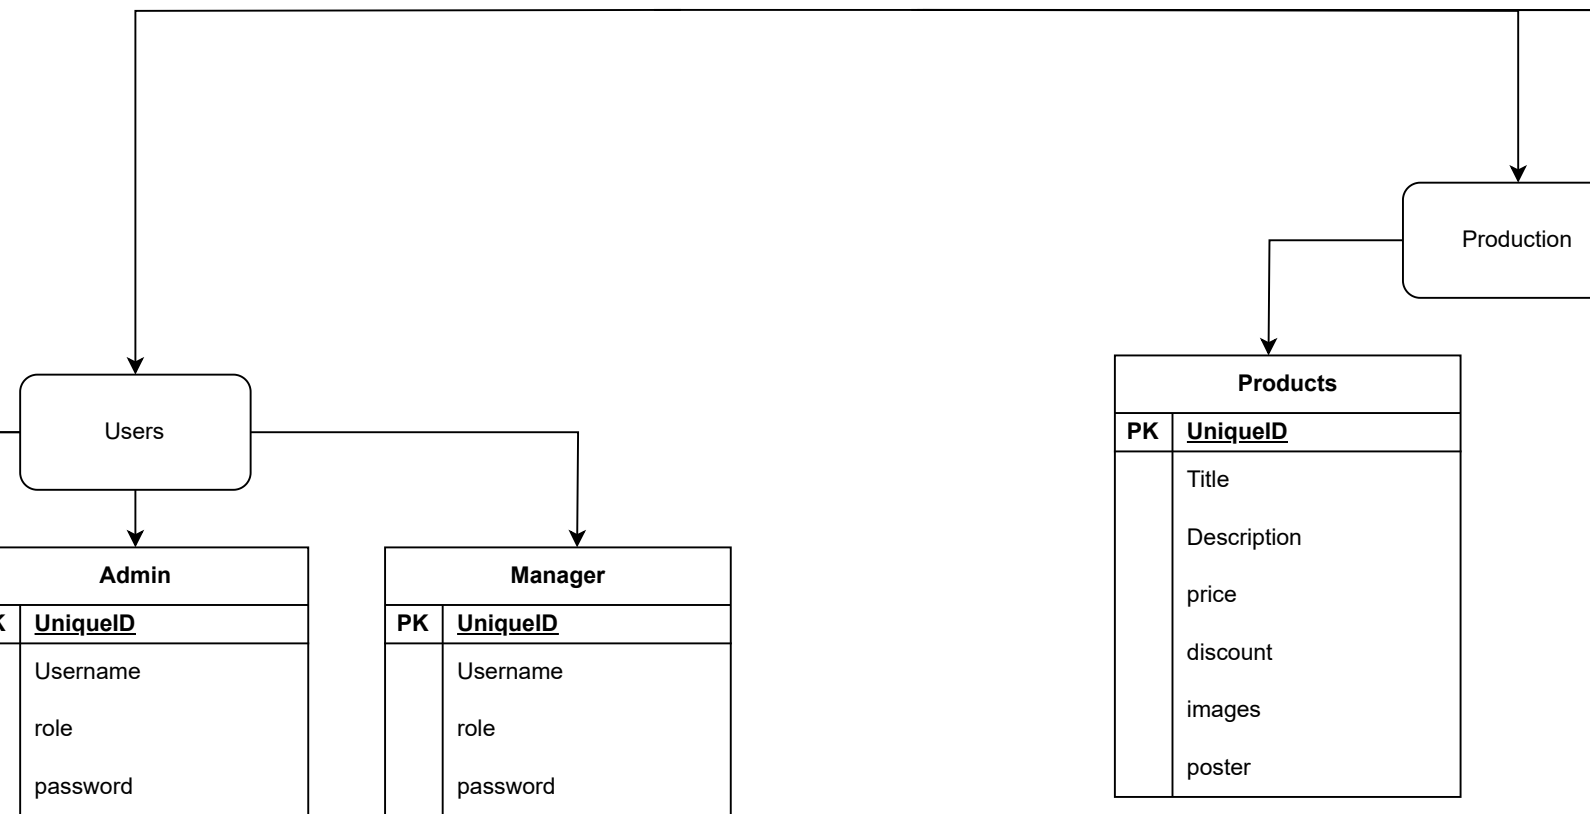 Production
Users
Products
PK UniqueID
Title
Description
price
discount
images
poster
Admin
UniqueID
Username
role
password
Manager
PK UniqueID
Username
role
password